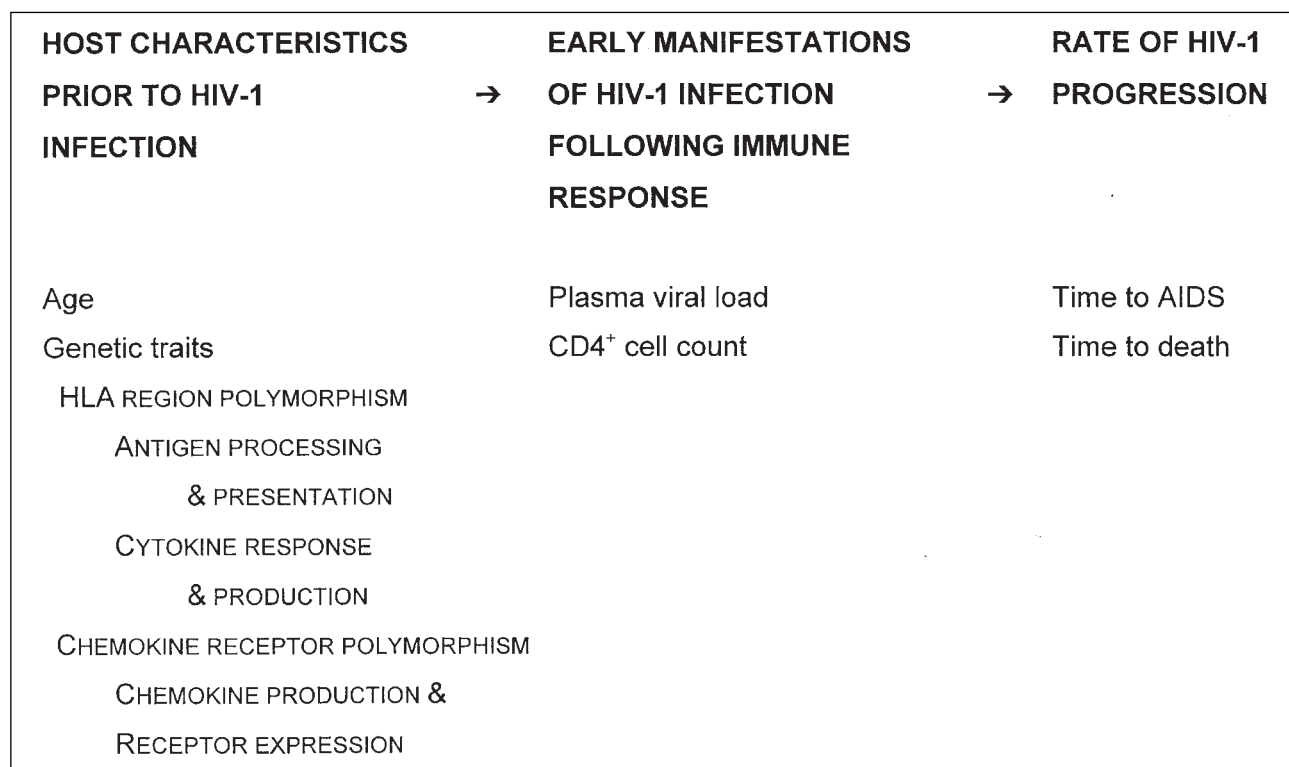 HOST CHARACTERISTICS
PRIOR TO HIV-1 →
INFECTION
EARLY MANIFESTATIONS
OF HIV-1 INFECTION →
FOLLOWING IMMUNE
RESPONSE
RATE OF HIV-1
PROGRESSION
Age
Genetic traits
HLA REGION POLYMORPHISM
ANTIGEN PROCESSING
& PRESENTATION
CYTOKINE RESPONSE
& PRODUCTION
CHEMOKINE RECEPTOR POLYMORPHISM
CHEMOKINE PRODUCTION &
RECEPTOR EXPRESSION
Plasma viral load
CD4⁺ cell count
Time to AIDS
Time to death